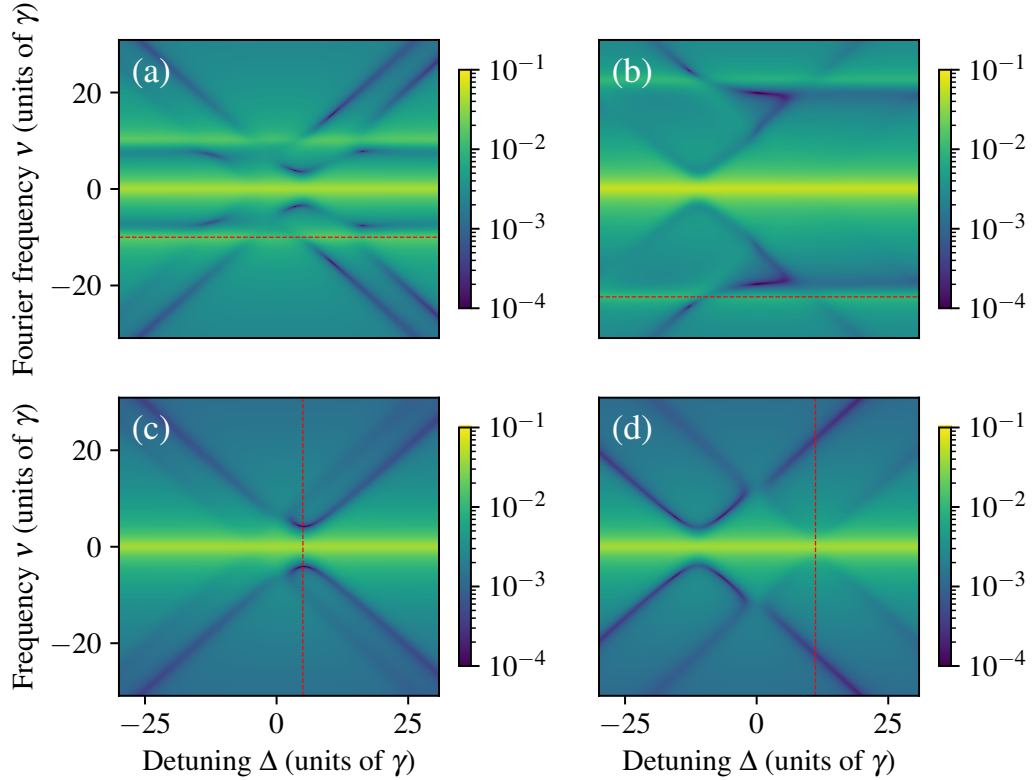 (a)
(b)
20
0
−20
Fourier frequency ν (units of γ)
10⁻¹
10⁻²
10⁻³
10⁻⁴
10⁻¹
10⁻²
10⁻³
10⁻⁴
(c)
(d)
20
0
−20
Frequency ν (units of γ)
10⁻¹
10⁻²
10⁻³
10⁻⁴
10⁻¹
10⁻²
10⁻³
10⁻⁴
−25 0 25
−25 0 25
Detuning Δ (units of γ)
Detuning Δ (units of γ)